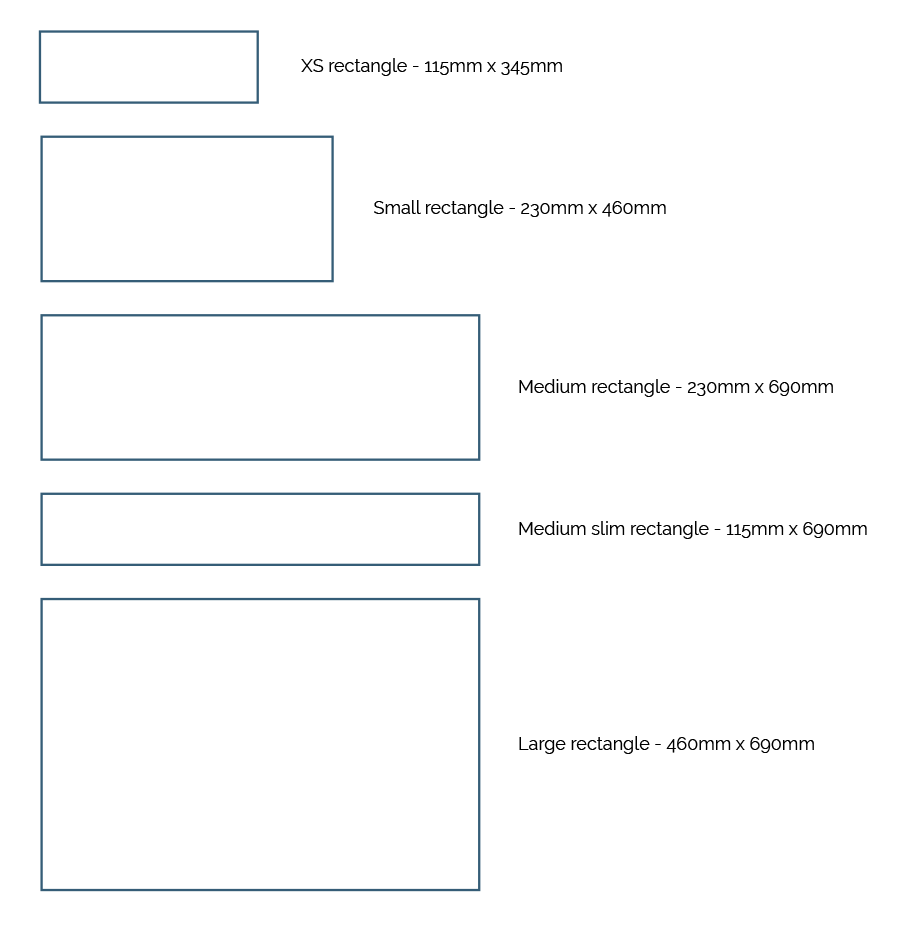 XS rectangle - 115mm x 345mm
Small rectangle - 230mm x 460mm
Medium rectangle - 230mm x 690mm
Medium slim rectangle - 115mm x 690mm
Large rectangle - 460mm x 690mm